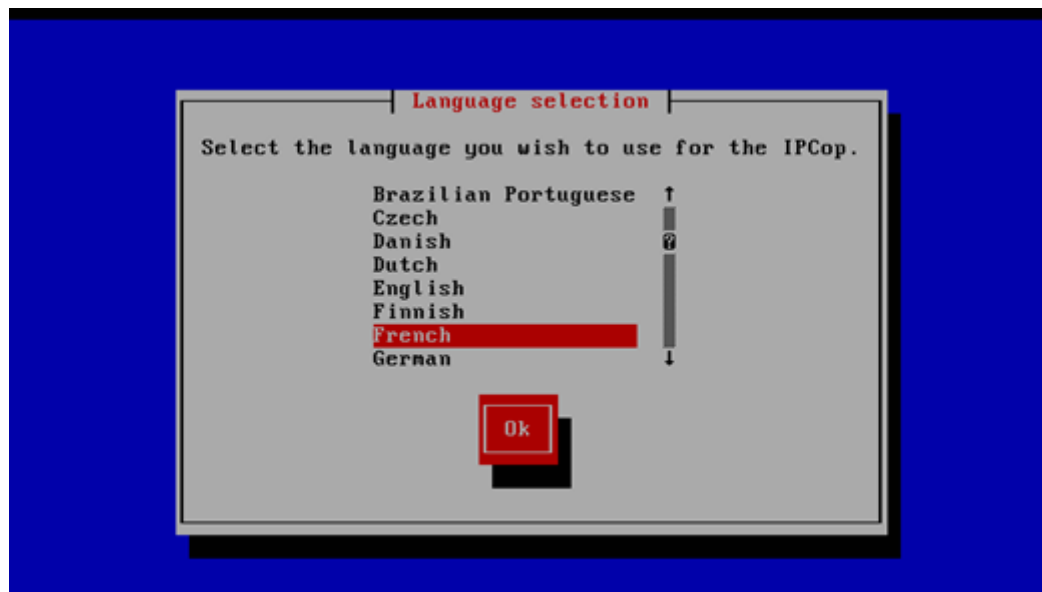 Language selection
Select the language you wish to use for the IPCop.
Brazilian Portuguese
Czech
Danish
Dutch
English
Finnish
French
German
Ok